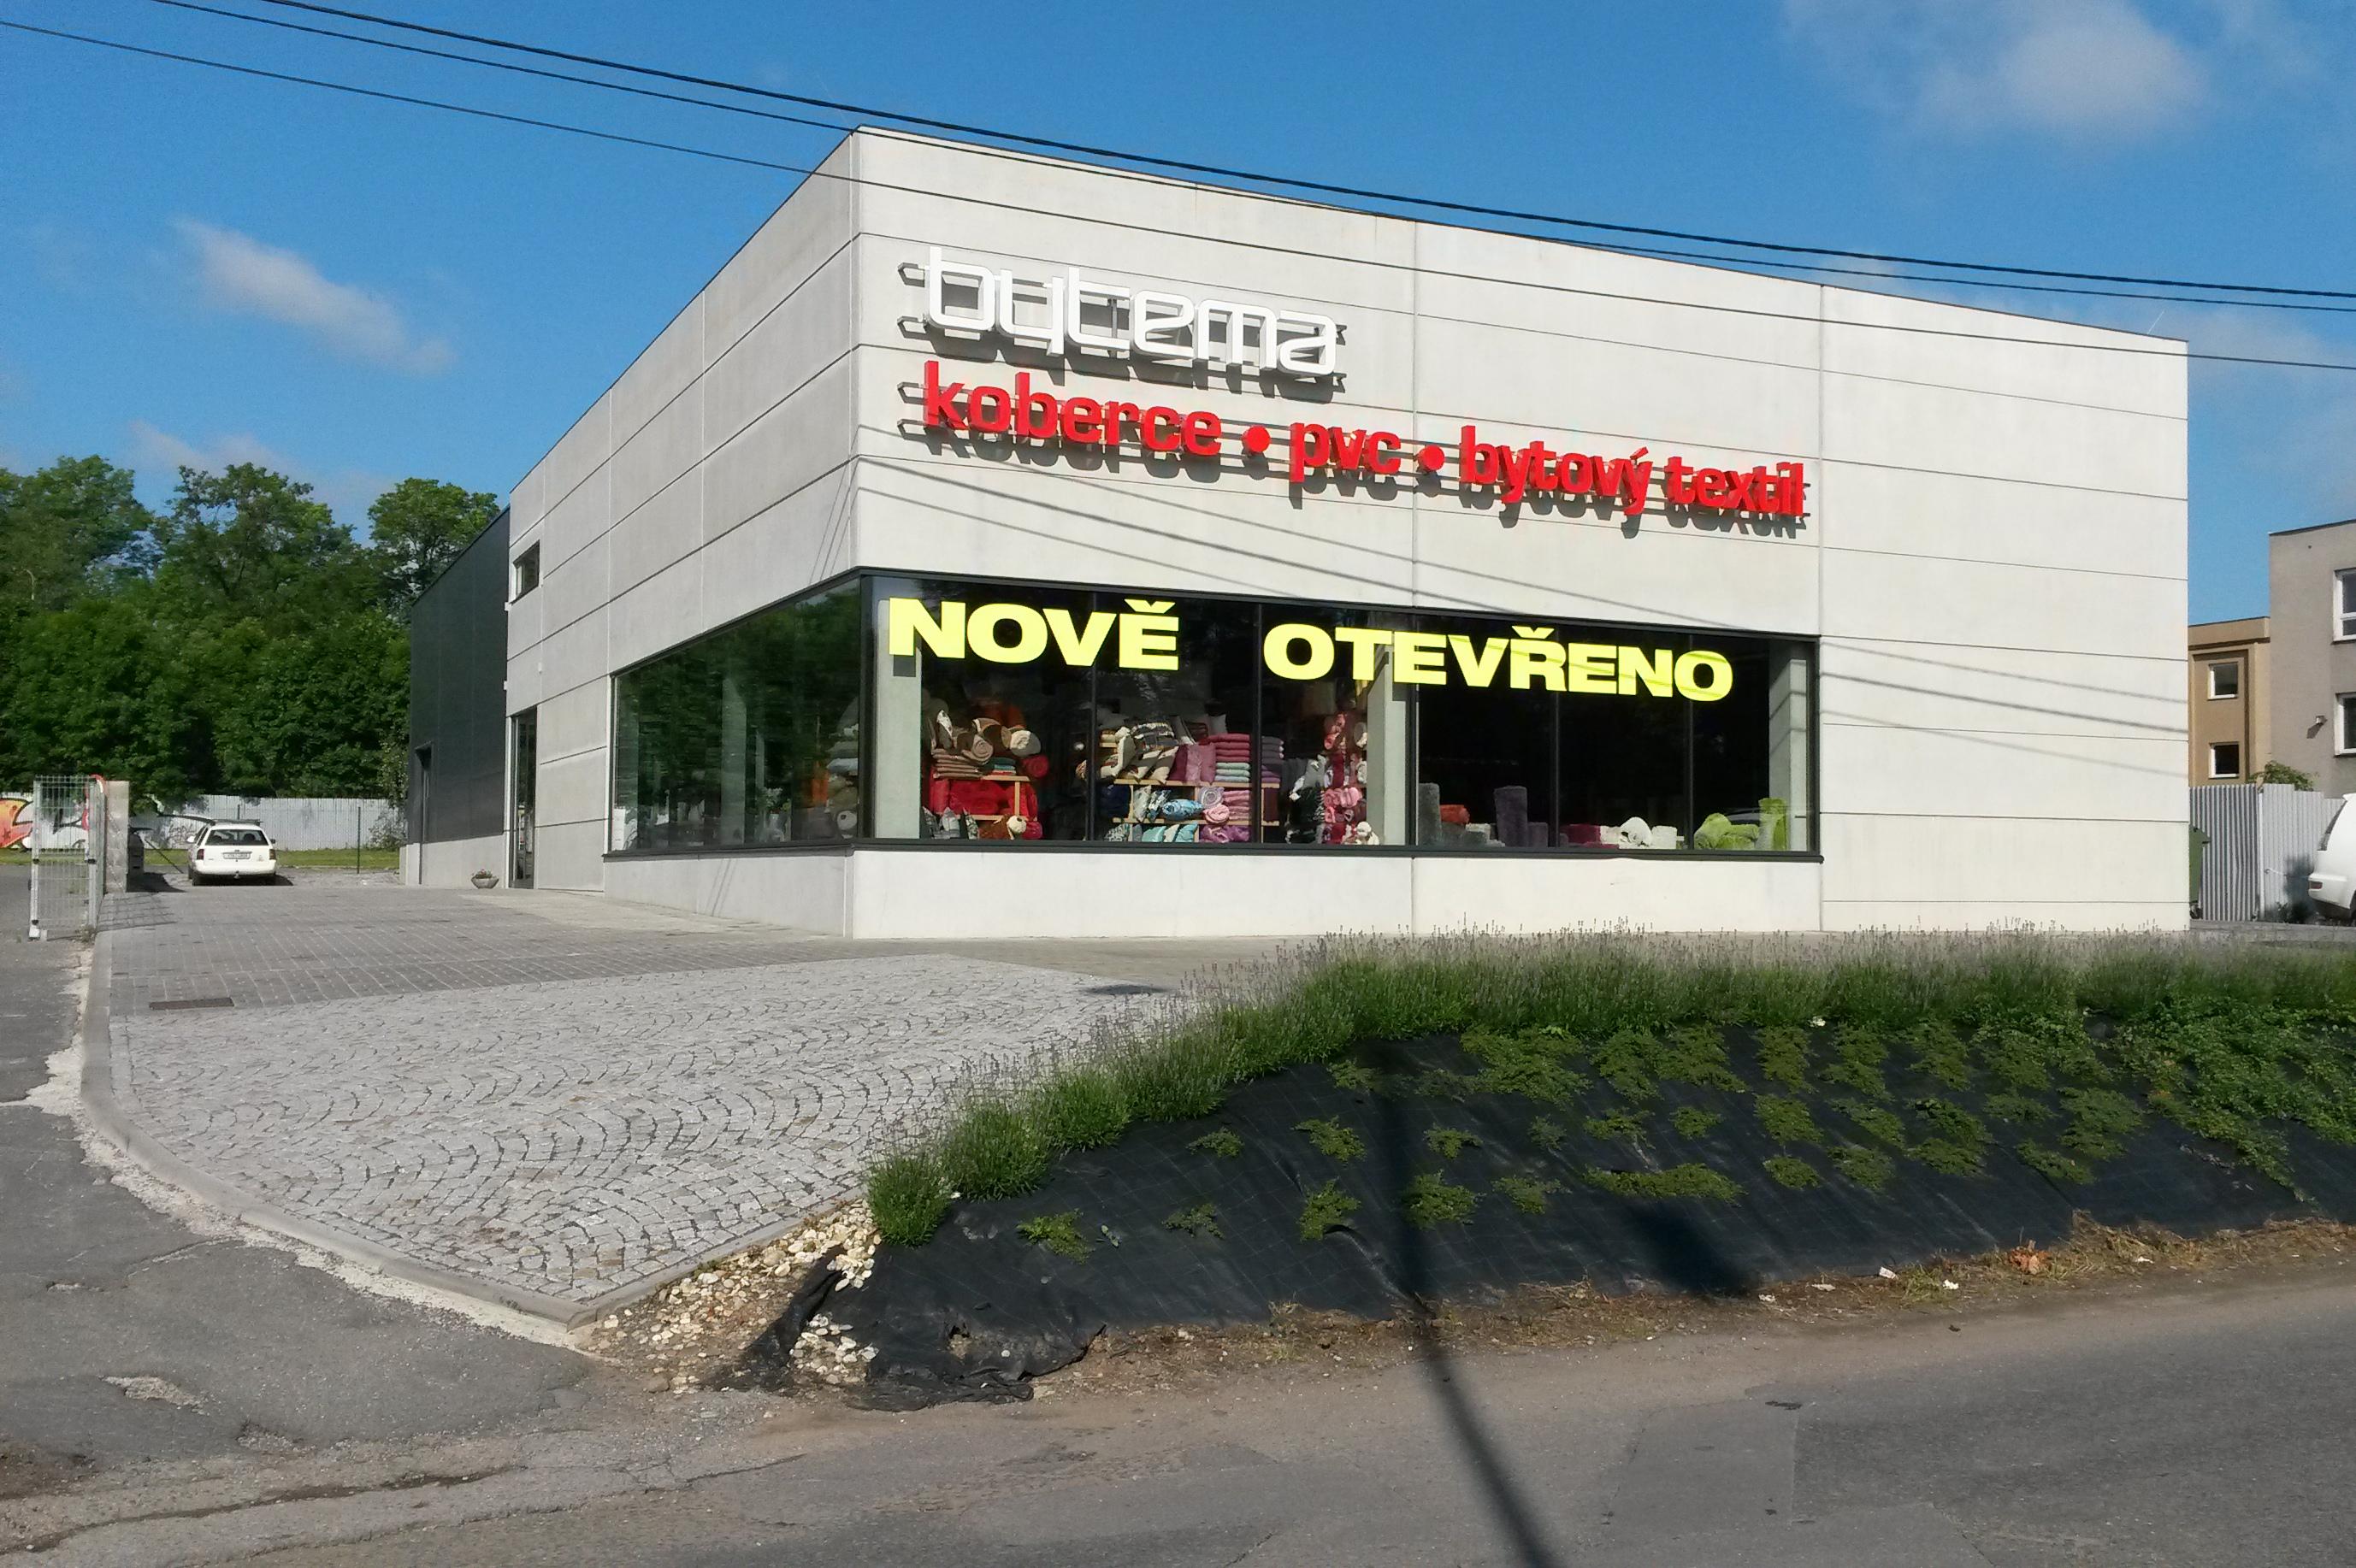 bytema
koberce • pvc • bytový textil
NOVĚ OTEVŘENO